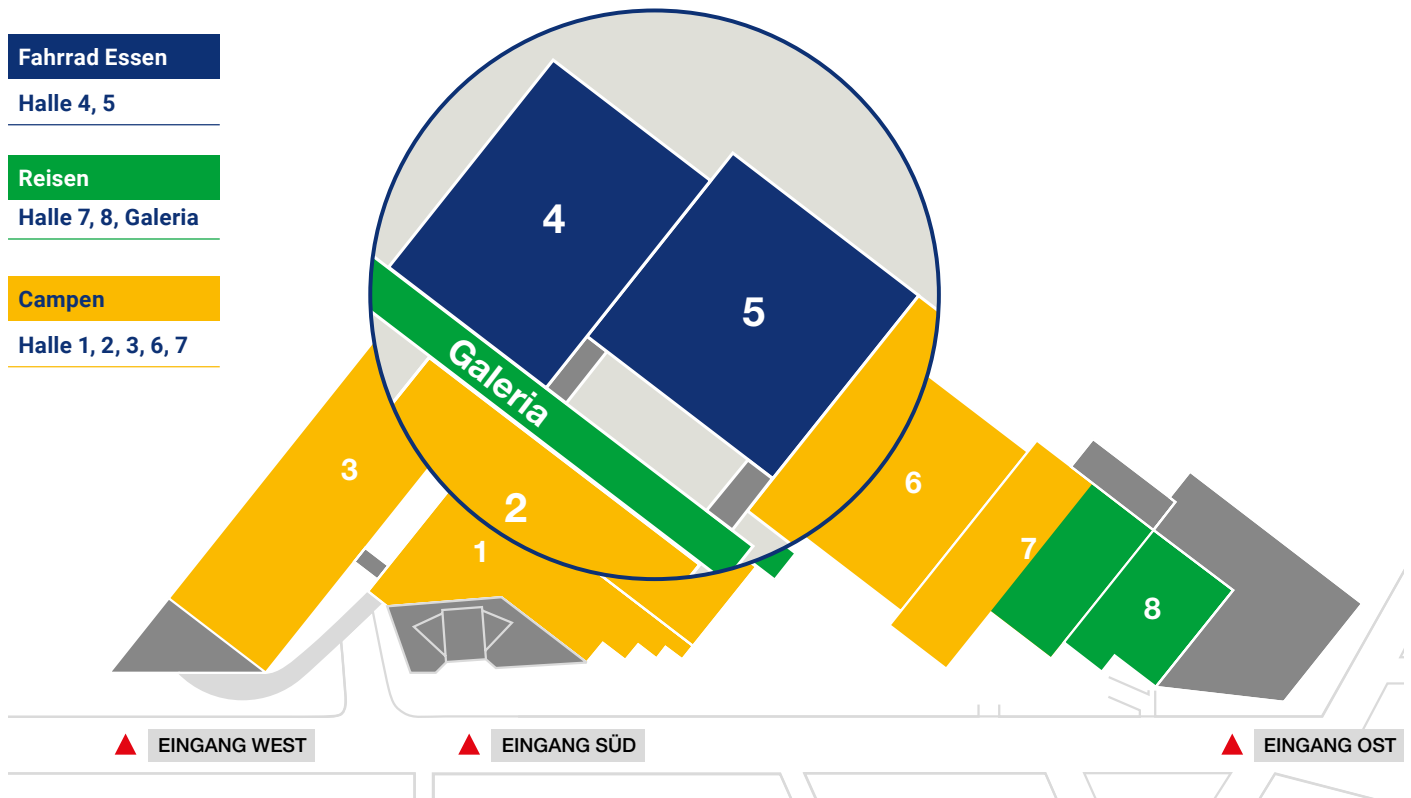 Fahrrad Essen
Halle 4, 5
Reisen
Halle 7, 8, Galeria
Campen
Halle 1, 2, 3, 6, 7
4
5
Galeria
3
2
1
6
7
8
EINGANG WEST
EINGANG SÜD
EINGANG OST